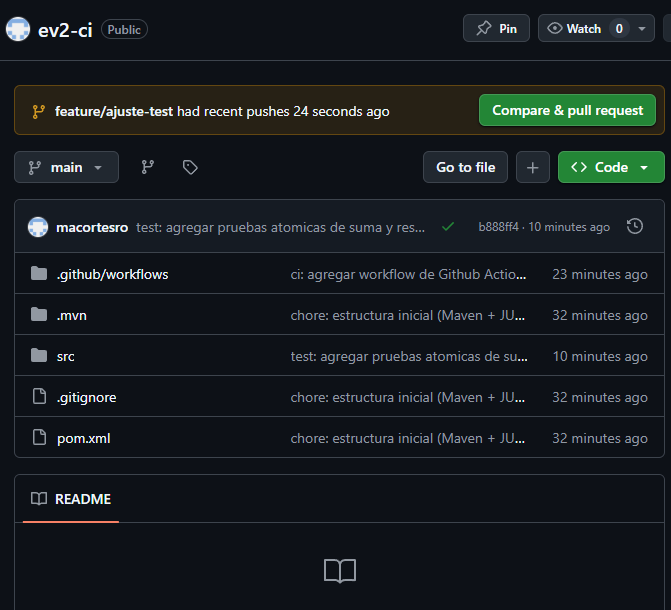 ev2-ci Public Pin Watch 0
feature/ajuste-test had recent pushes 24 seconds ago Compare & pull request
main Go to file Code
macortesro test: agregar pruebas atomicas de suma y res... b888ff4 · 10 minutes ago
.github/workflows ci: agregar workflow de Github Actio... 23 minutes ago
.mvn chore: estructura inicial (Maven + JU... 32 minutes ago
src test: agregar pruebas atomicas de su... 10 minutes ago
.gitignore chore: estructura inicial (Maven + JU... 32 minutes ago
pom.xml chore: estructura inicial (Maven + JU... 32 minutes ago
README